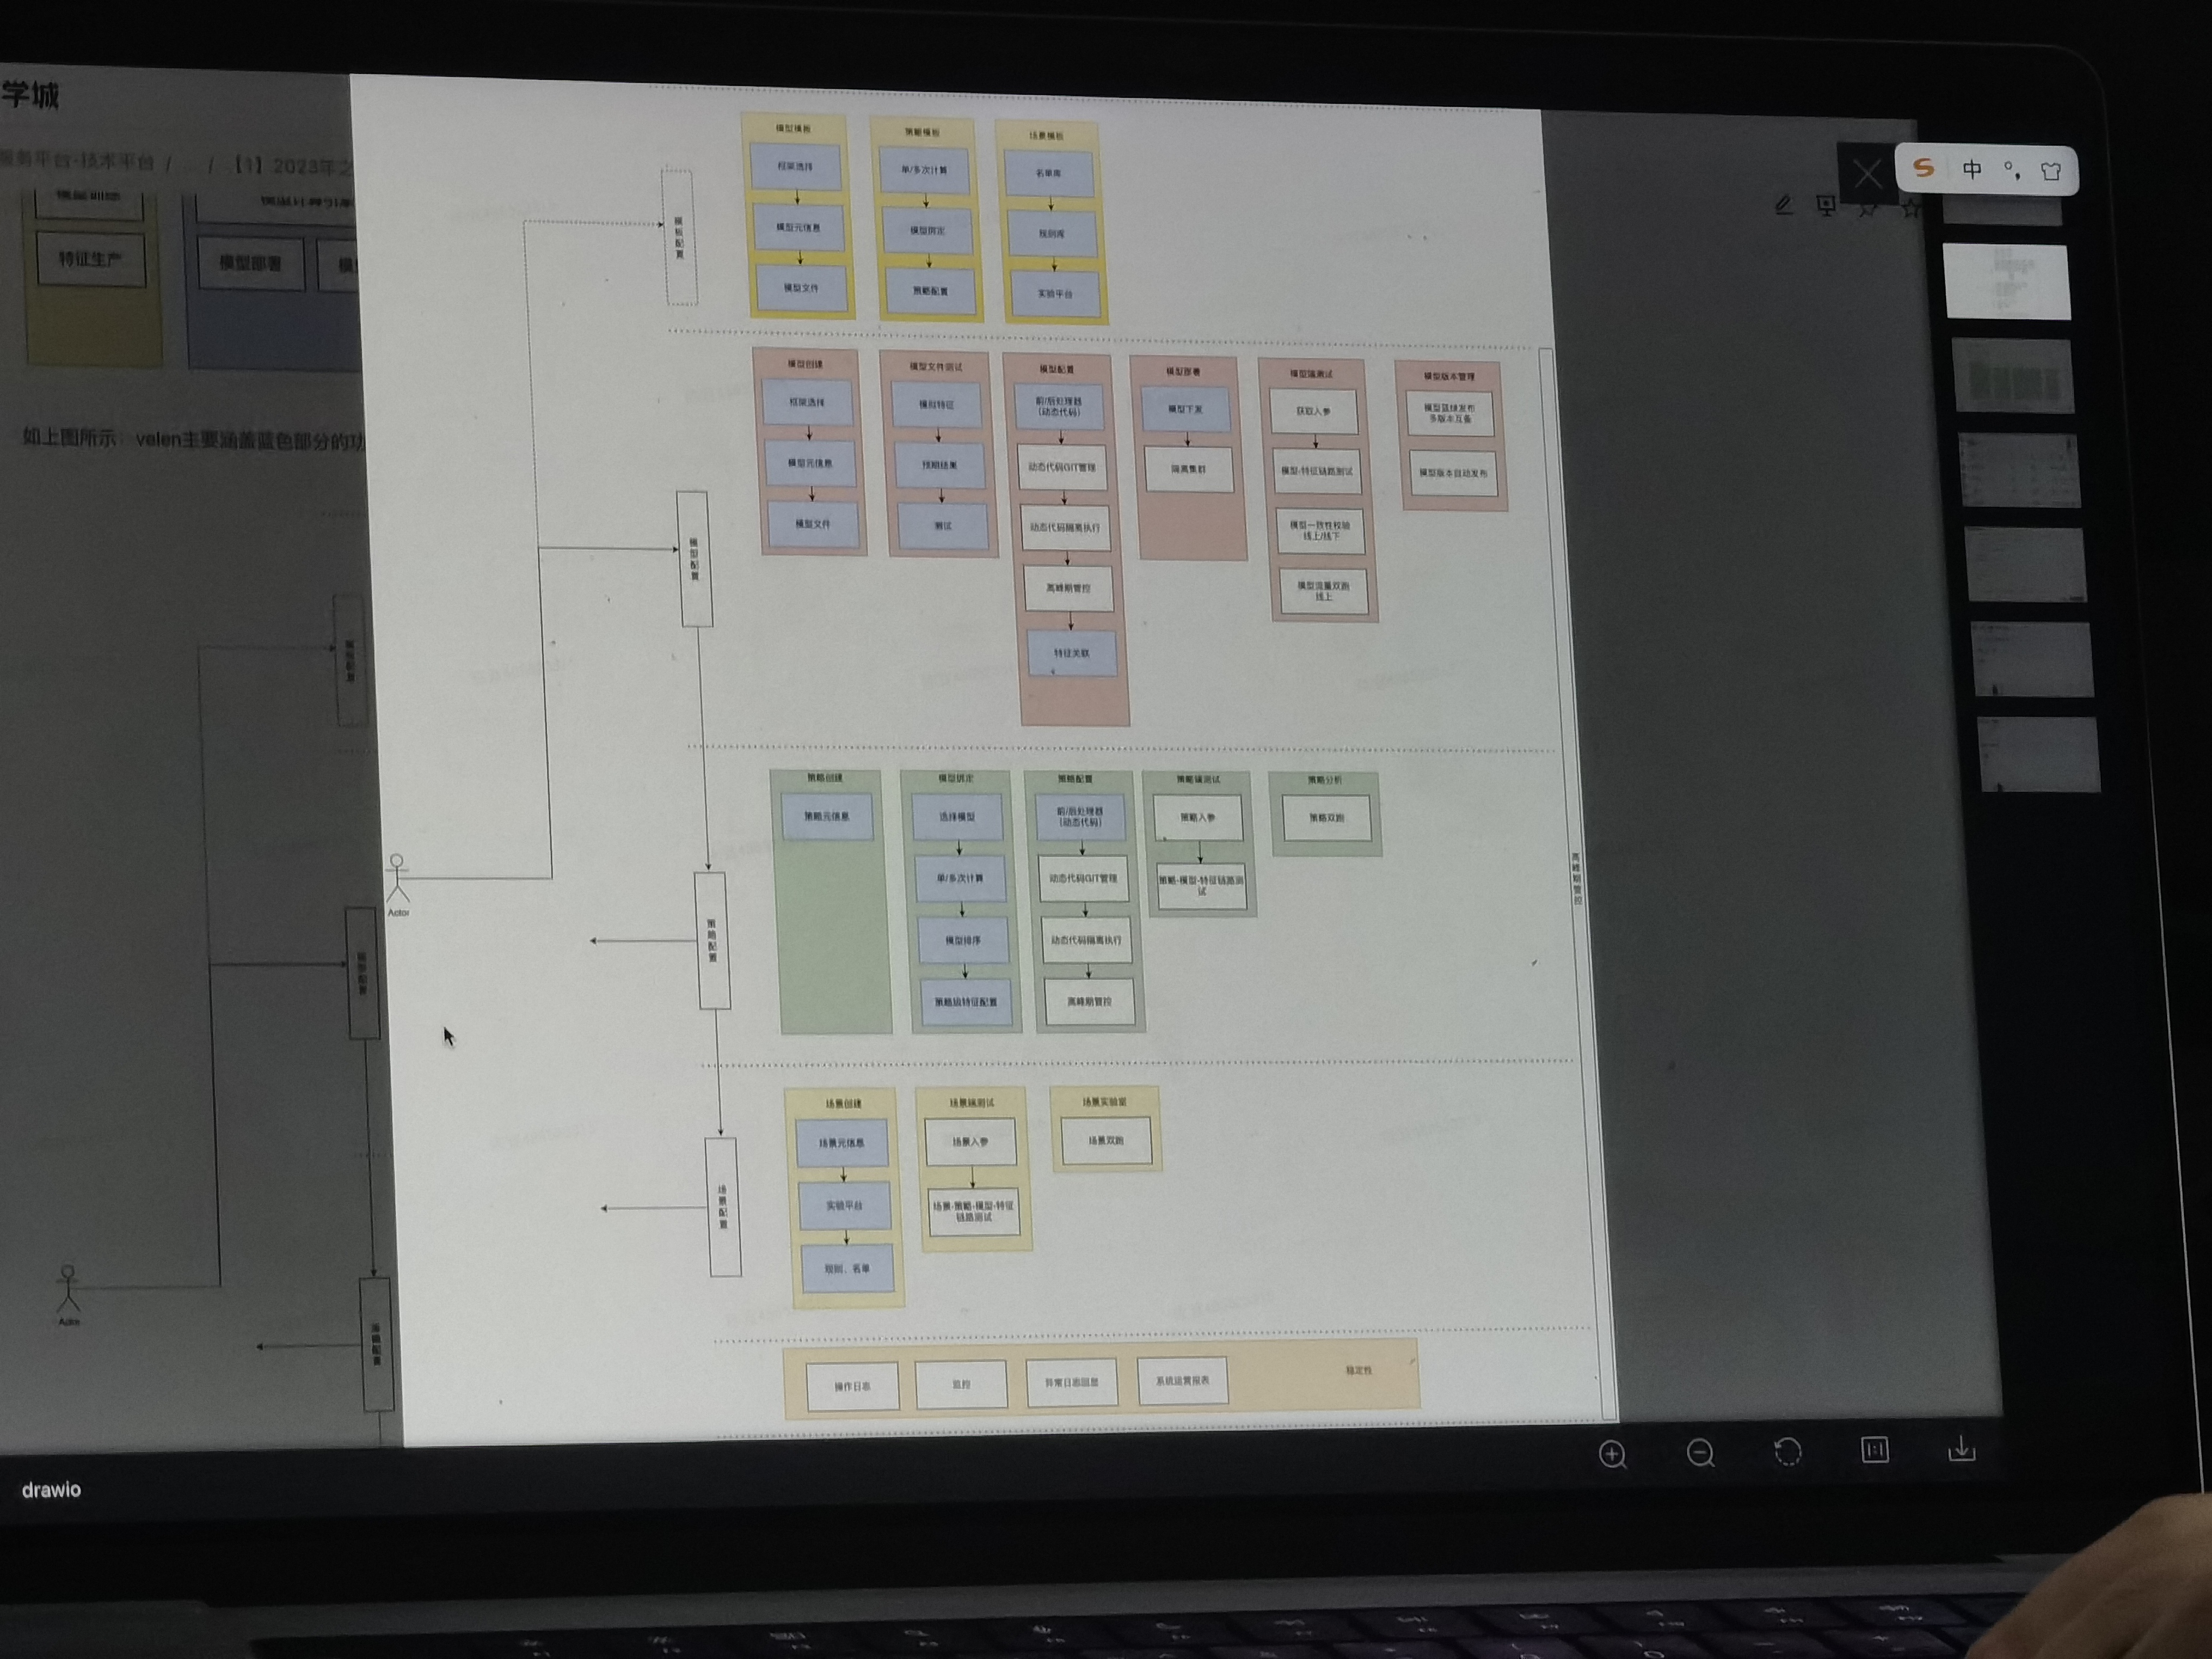 学城
服务平台-技术平台 / ... / 【1】2023年之
模型训练
特征生产
模型部署
如上图所示：velen主要涵盖蓝色部分的功
Actor
中
模板配置
模型模板
框架选择
模型元信息
模型文件
策略模板
单/多次计算
模型绑定
策略配置
场景模板
名单库
规则库
实验平台
模型配置
模型创建
框架选择
模型元信息
模型文件
模型文件测试
模拟特征
预期结果
测试
模型配置
前/后处理器
（动态代码）
动态代码GIT管理
动态代码隔离执行
高峰期管控
特征关联
模型部署
模型下发
隔离集群
模型端测试
获取入参
模型-特征链路测试
模型一致性校验
线上/线下
模型流量双跑
线上
模型版本管理
模型蓝绿发布
多版本互备
模型版本自动发布
Actor
策略配置
策略创建
策略元信息
模型绑定
选择模型
单/多次计算
模型排序
策略级特征配置
策略配置
前/后处理器
（动态代码）
动态代码GIT管理
动态代码隔离执行
高峰期管控
策略端测试
策略入参
策略-模型-特征链路测
试
策略分析
策略双跑
高峰期管控
场景配置
场景创建
场景元信息
实验平台
规则、名单
场景端测试
场景入参
场景-策略-模型-特征
链路测试
场景实验室
场景双跑
操作日志
监控
异常日志回显
系统运营报表
稳定性
drawio